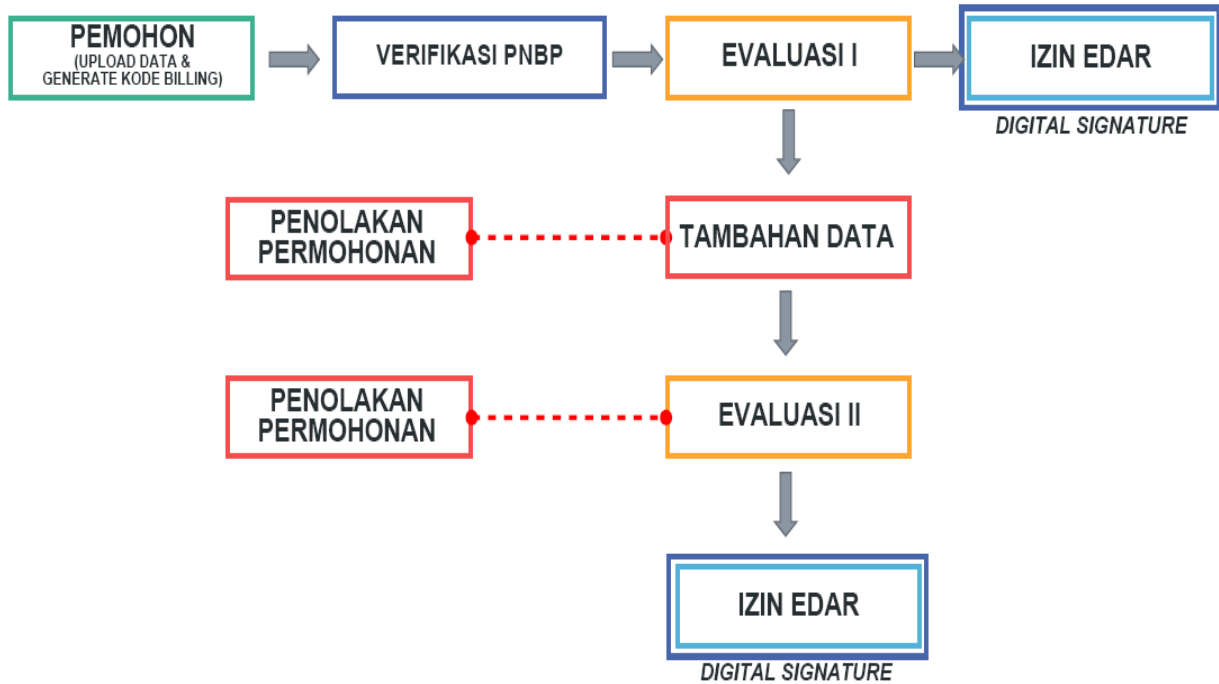 PEMOHON
(UPLOAD DATA &
GENERATE KODE BILLING)
VERIFIKASI PNBP
EVALUASI I
IZIN EDAR
DIGITAL SIGNATURE
PENOLAKAN
PERMOHONAN
TAMBAHAN DATA
PENOLAKAN
PERMOHONAN
EVALUASI II
IZIN EDAR
DIGITAL SIGNATURE